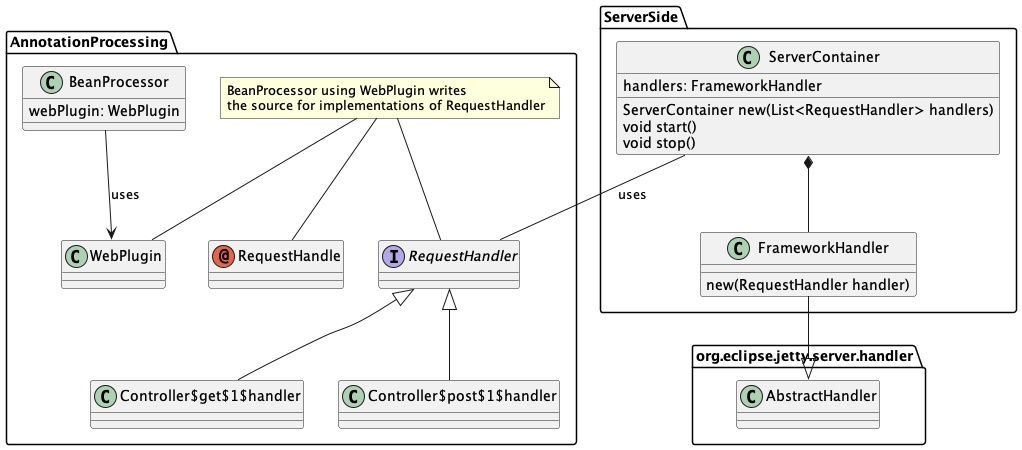 AnnotationProcessing
C BeanProcessor
webPlugin: WebPlugin
BeanProcessor using WebPlugin writes
the source for implementations of RequestHandler
uses
C WebPlugin
@ RequestHandle
I RequestHandler
C Controller$get$1$handler
C Controller$post$1$handler
ServerSide
C ServerContainer
handlers: FrameworkHandler
ServerContainer new(List<RequestHandler> handlers)
void start()
void stop()
uses
C FrameworkHandler
new(RequestHandler handler)
org.eclipse.jetty.server.handler
C AbstractHandler